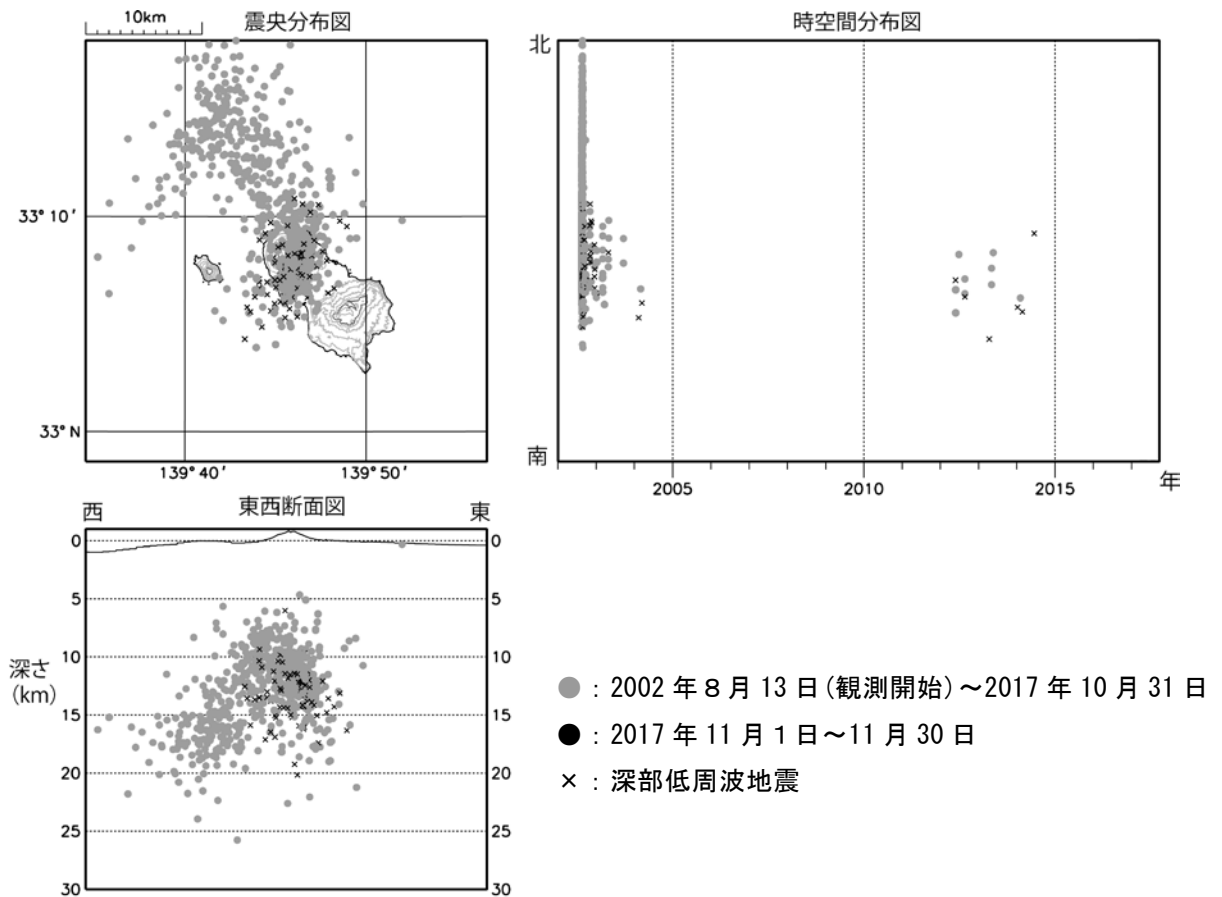 10km
震央分布図
33° 10′
33° N
139° 40′
139° 50′
時空間分布図
北
南
2005
2010
2015
年
東西断面図
西
東
0
5
10
15
20
25
30
0
5
10
15
20
25
30
深さ
(km)
● : 2002 年 8 月 13 日(観測開始)~2017 年 10 月 31 日
● : 2017 年 11 月 1 日~11 月 30 日
× : 深部低周波地震